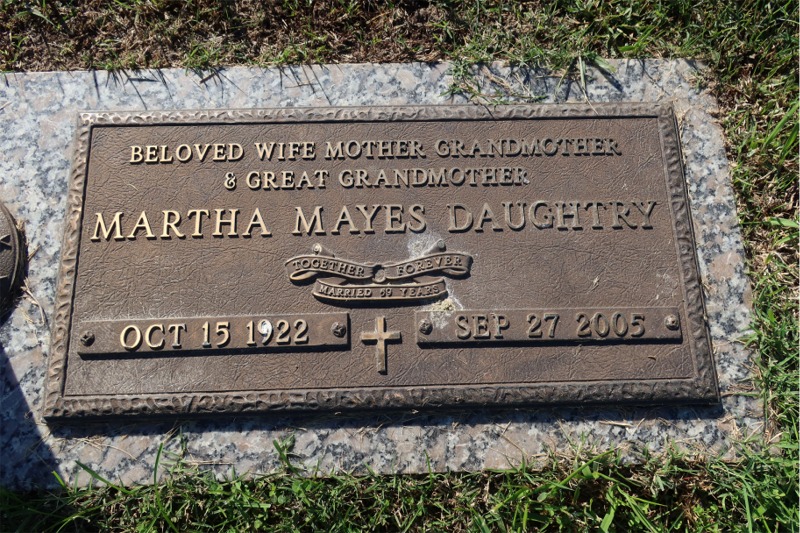 BELOVED WIFE MOTHER GRANDMOTHER
& GREAT GRANDMOTHER
MARTHA MAYES DAUGHTRY
TOGETHER FOREVER
MARRIED 69 YEARS
OCT 15 1922
SEP 27 2005